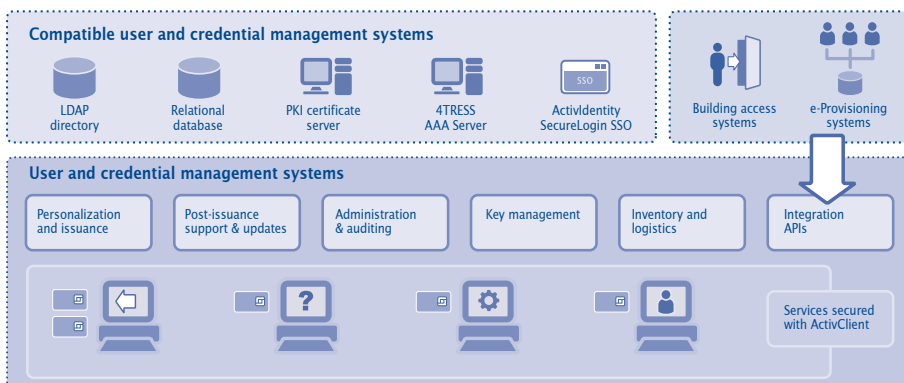 Compatible user and credential management systems
LDAP
directory
Relational
database
PKI certificate
server
4TRESS
AAA Server
SSO
ActivIdentity
SecureLogin SSO
Building access
systems
e-Provisioning
systems
User and credential management systems
Personalization
and issuance
Post-issuance
support & updates
Administration
& auditing
Key management
Inventory and
logistics
Integration
APIs
?
Services secured
with ActivClient